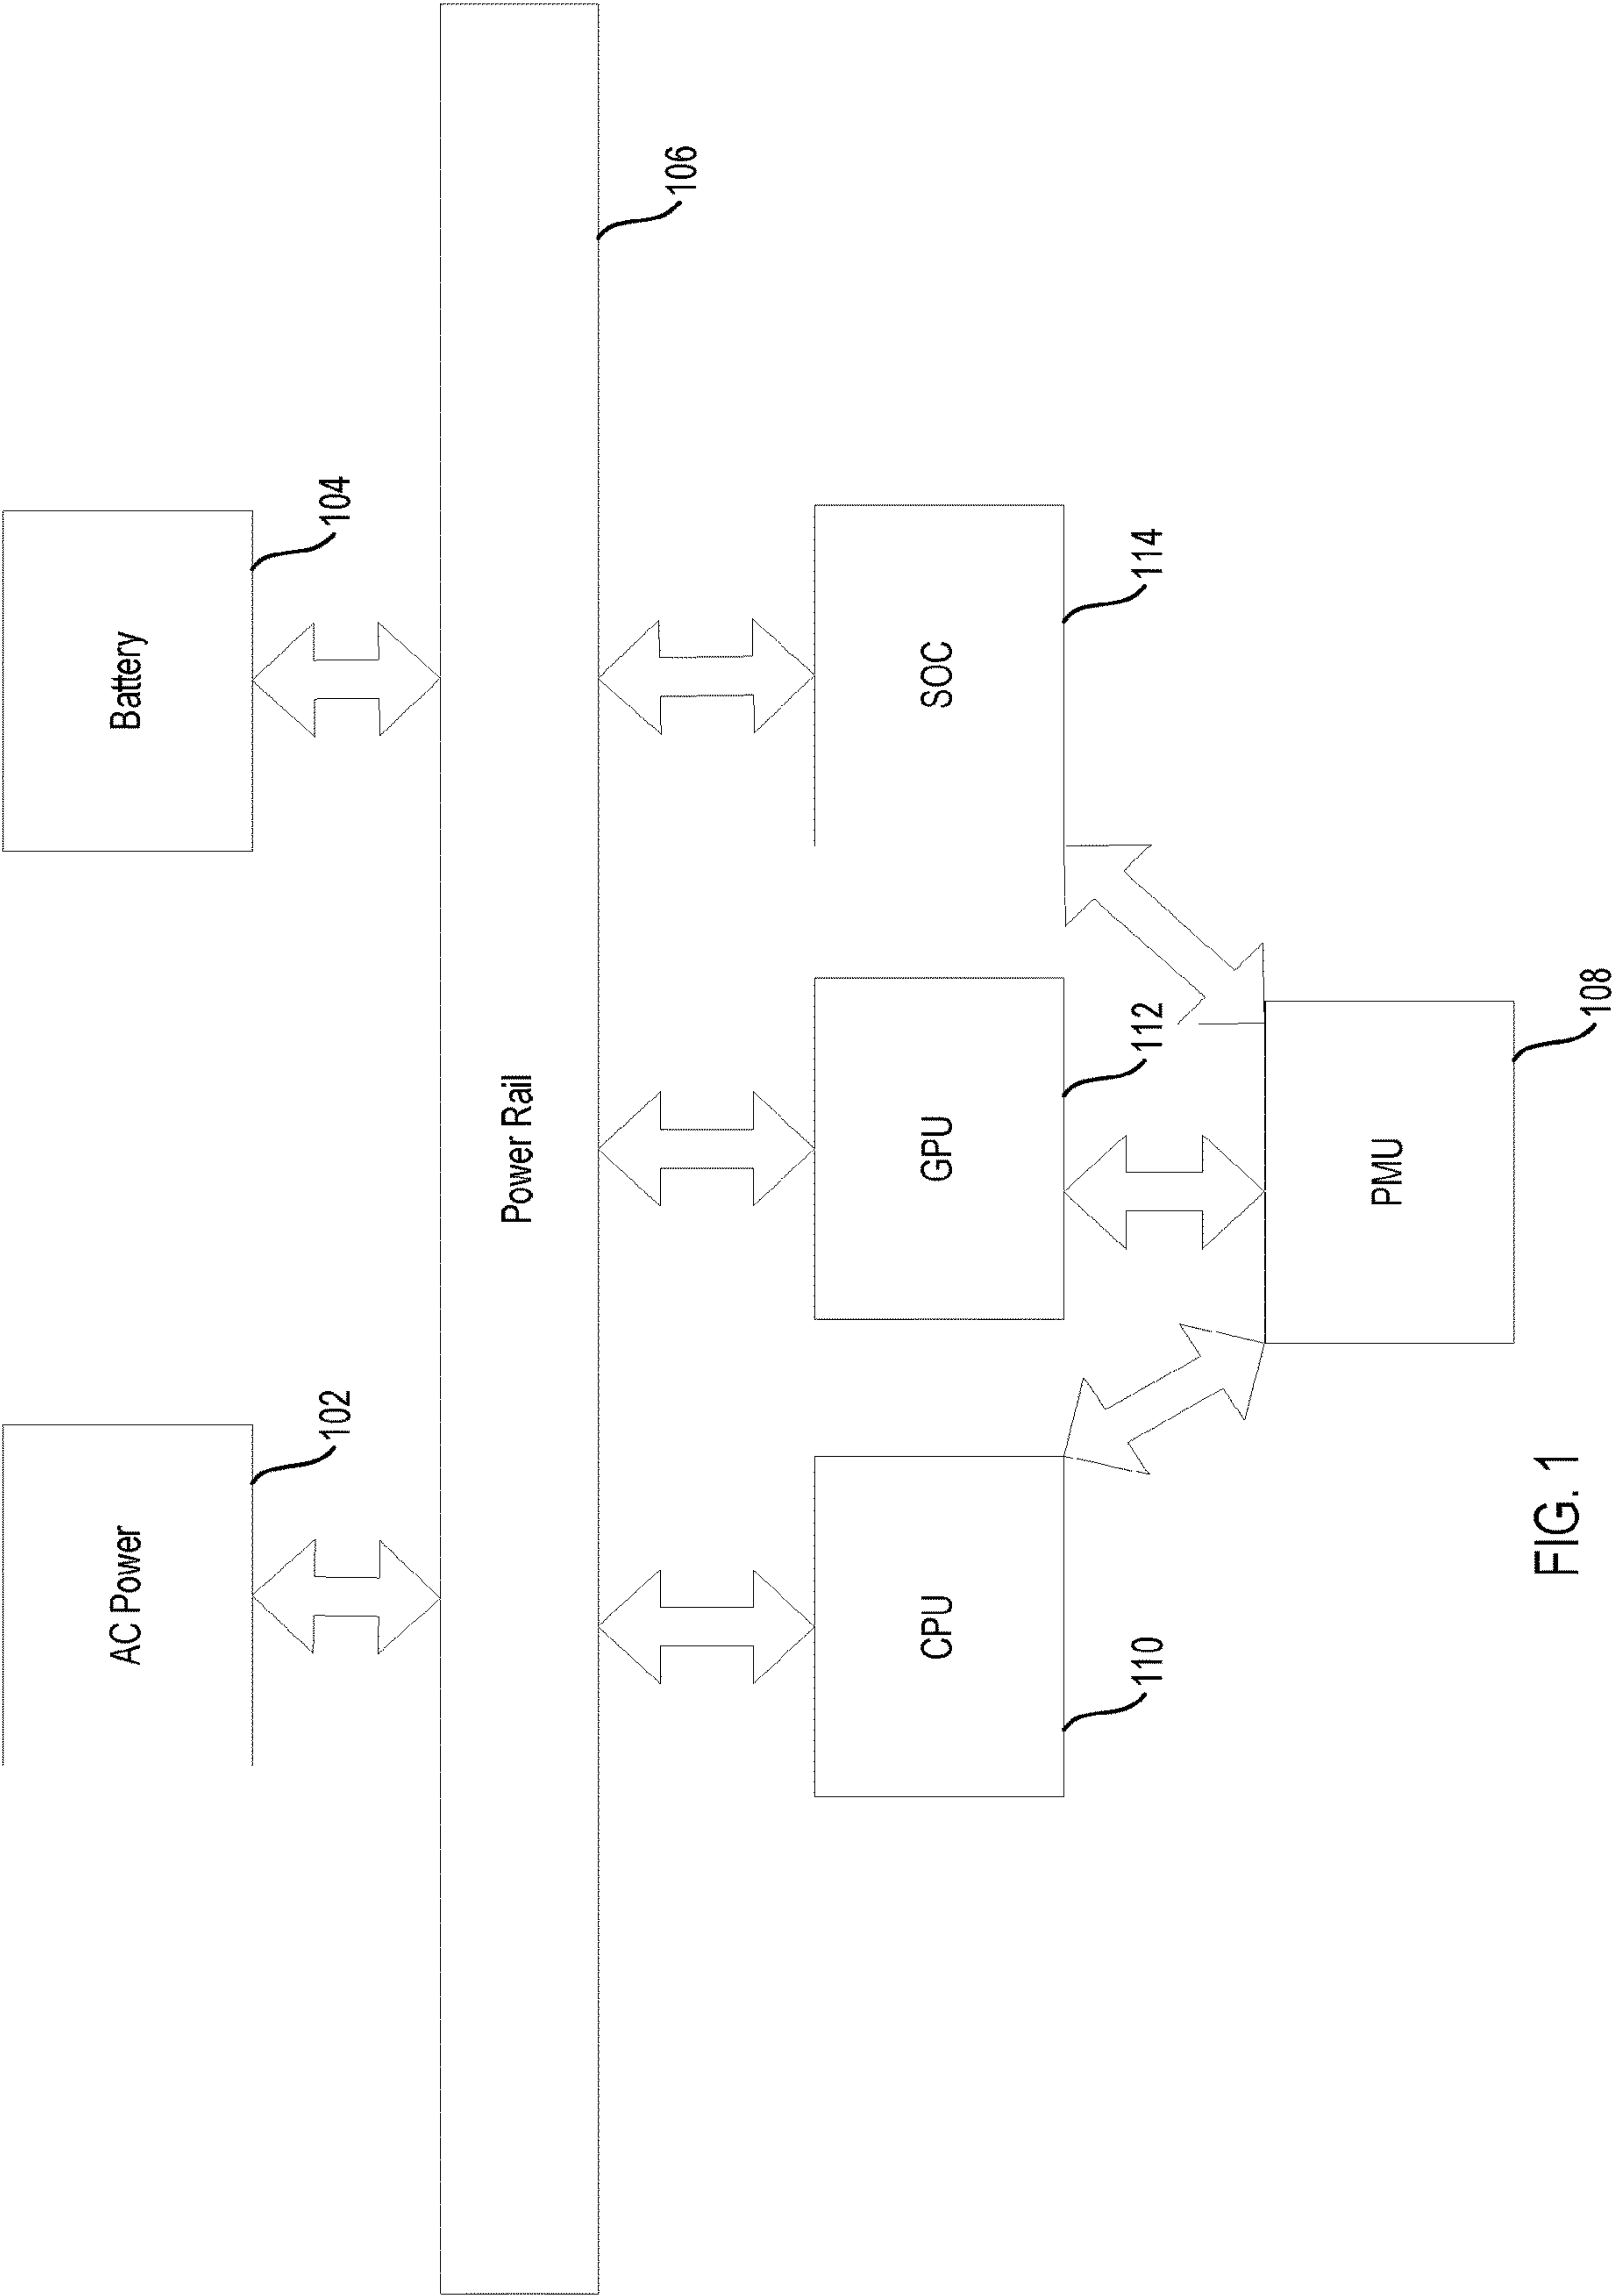 AC Power
102
Battery
104
Power Rail
106
CPU
110
GPU
112
SOC
114
PMU
108
FIG. 1